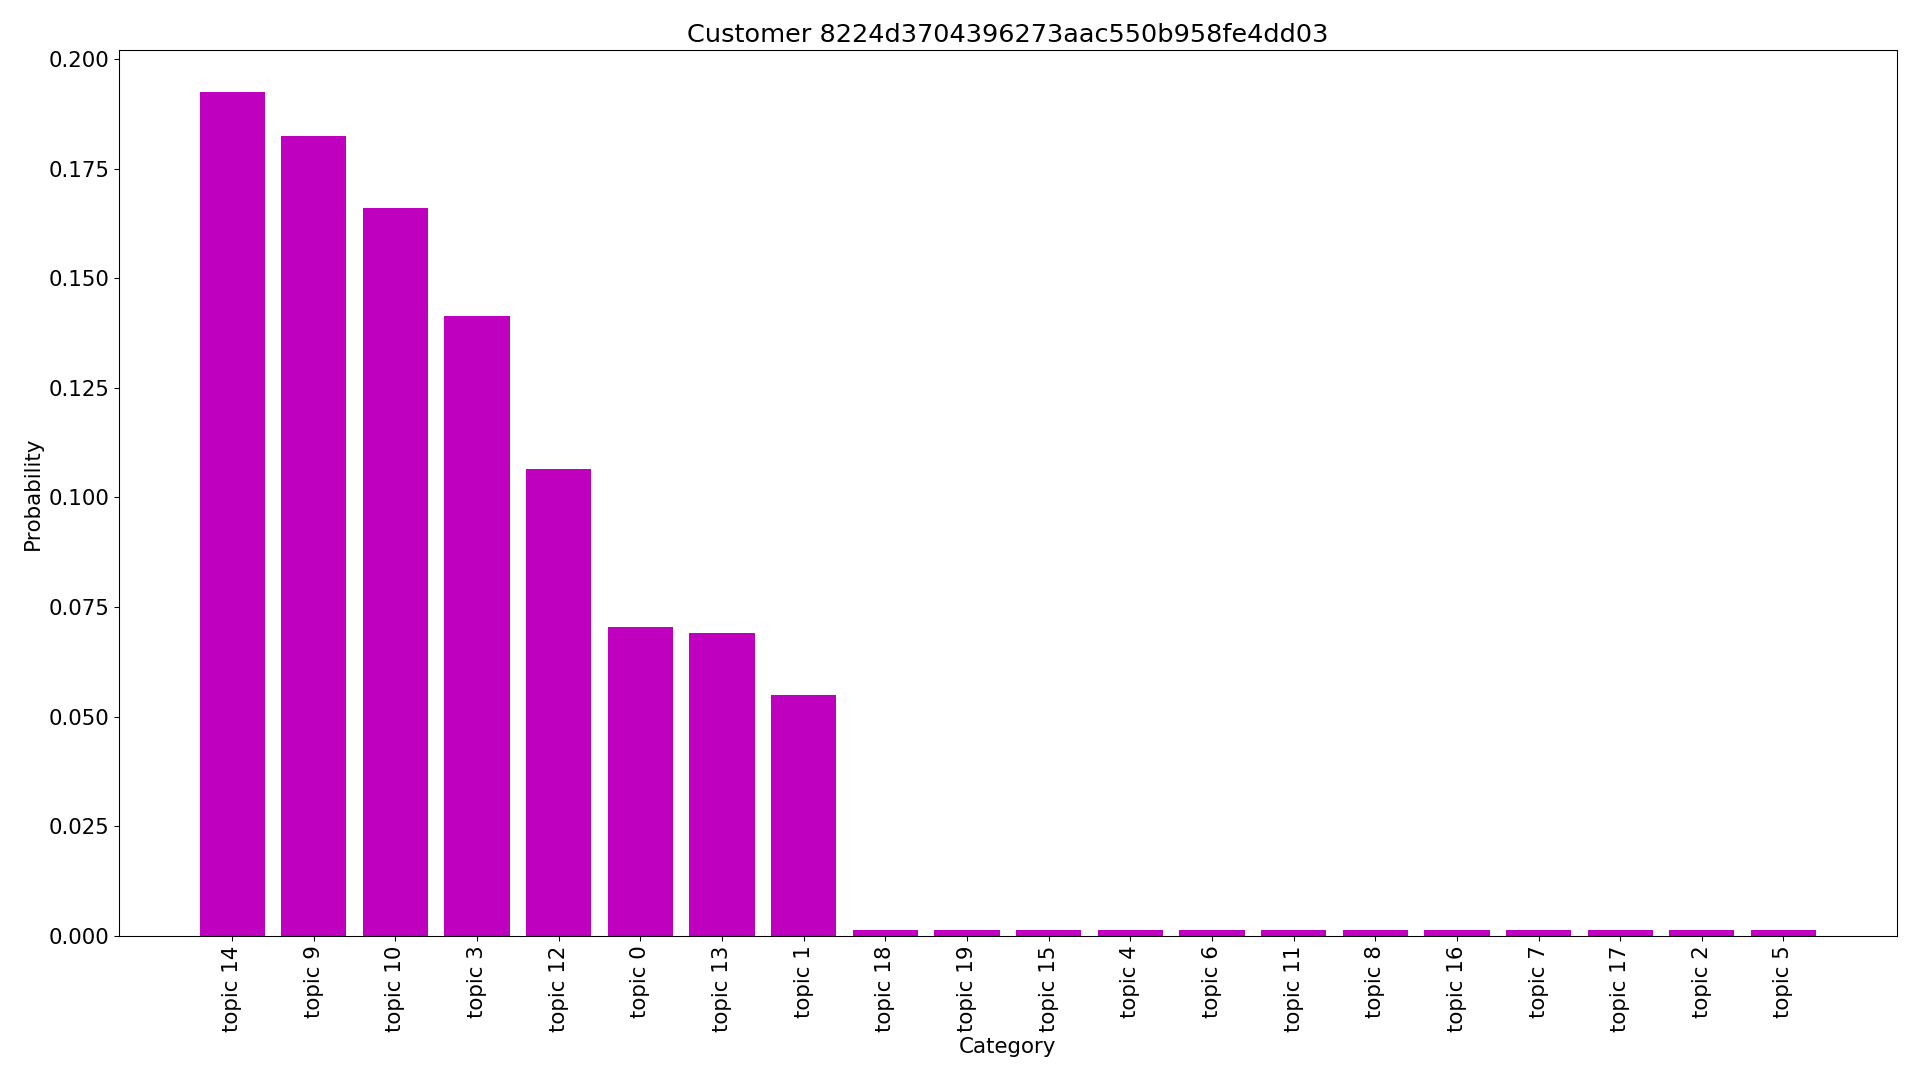 Customer 8224d3704396273aac550b958fe4dd03
Probability
0.200
0.175
0.150
0.125
0.100
0.075
0.050
0.025
0.000
topic 14
topic 9
topic 10
topic 3
topic 12
topic 0
topic 13
topic 1
topic 18
topic 19
topic 15
topic 4
topic 6
topic 11
topic 8
topic 16
topic 7
topic 17
topic 2
topic 5
Category